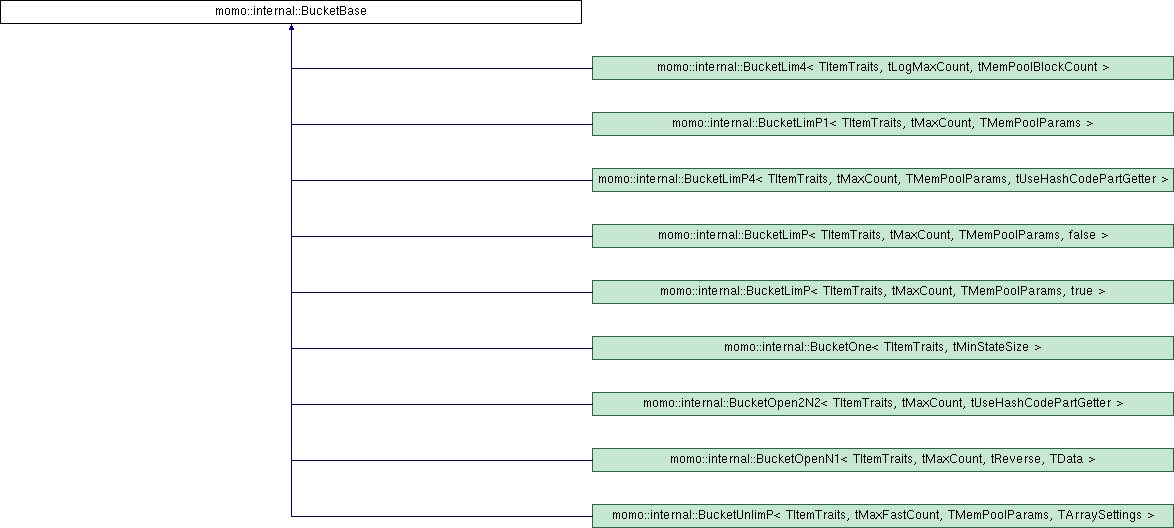 momo::internal::BucketBase
momo::internal::BucketLim4< TItemTraits, tLogMaxCount, tMemPoolBlockCount >
momo::internal::BucketLimP1< TItemTraits, tMaxCount, TMemPoolParams >
momo::internal::BucketLimP4< TItemTraits, tMaxCount, TMemPoolParams, tUseHashCodePartGetter >
momo::internal::BucketLimP< TItemTraits, tMaxCount, TMemPoolParams, false >
momo::internal::BucketLimP< TItemTraits, tMaxCount, TMemPoolParams, true >
momo::internal::BucketOne< TItemTraits, tMinStateSize >
momo::internal::BucketOpen2N2< TItemTraits, tMaxCount, tUseHashCodePartGetter >
momo::internal::BucketOpenN1< TItemTraits, tMaxCount, tReverse, TData >
momo::internal::BucketUnlimP< TItemTraits, tMaxFastCount, TMemPoolParams, TArraySettings >